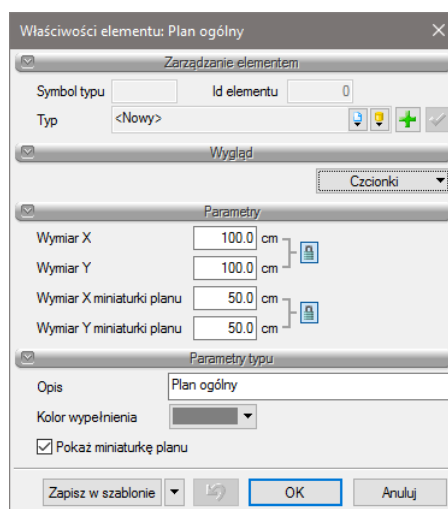 Właściwości elementu: Plan ogólny
Zarządzanie elementem
Symbol typu Id elementu 0
Typ <Nowy>
Wygląd
Czcionki
Parametry
Wymiar X 100.0 cm
Wymiar Y 100.0 cm
Wymiar X miniaturki planu 50.0 cm
Wymiar Y miniaturki planu 50.0 cm
Parametry typu
Opis Plan ogólny
Kolor wypełnienia
Pokaż miniaturkę planu
Zapisz w szablonie OK Anuluj